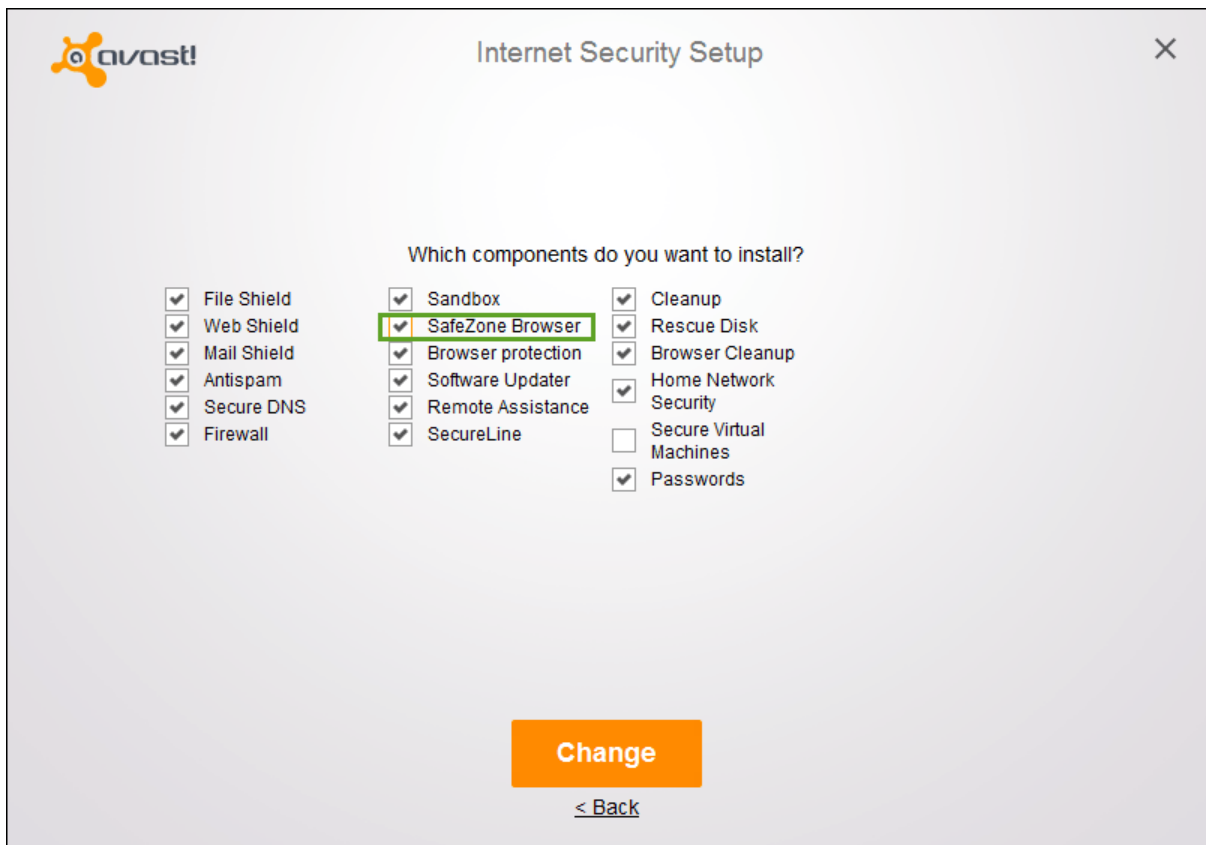 avast!
Internet Security Setup
Which components do you want to install?
File Shield
Web Shield
Mail Shield
Antispam
Secure DNS
Firewall
Sandbox
SafeZone Browser
Browser protection
Software Updater
Remote Assistance
SecureLine
Cleanup
Rescue Disk
Browser Cleanup
Home Network
Security
Secure Virtual
Machines
Passwords
Change
< Back